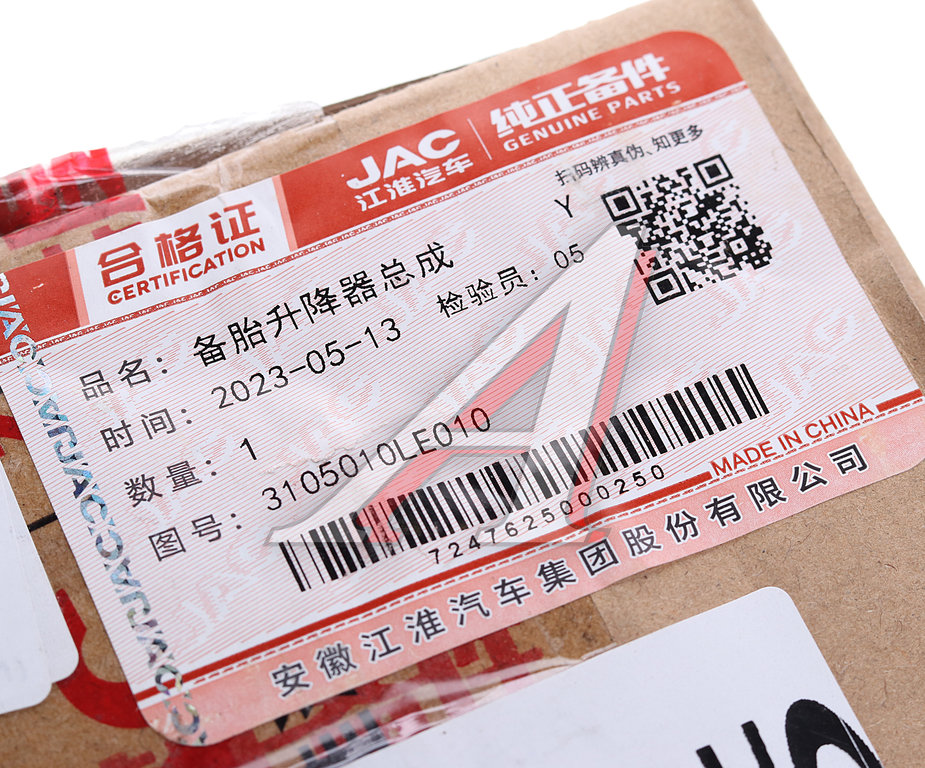 JAC
江淮汽车
纯正备件
GENUINE PARTS
合格证
CERTIFICATION
扫码辨真伪、知更多
Y
品名：备胎升降器总成
时间：2023-05-13 检验员：05
数量：1
图号：3105010LE010
7247625000250
MADE IN CHINA
安徽江淮汽车集团股份有限公司